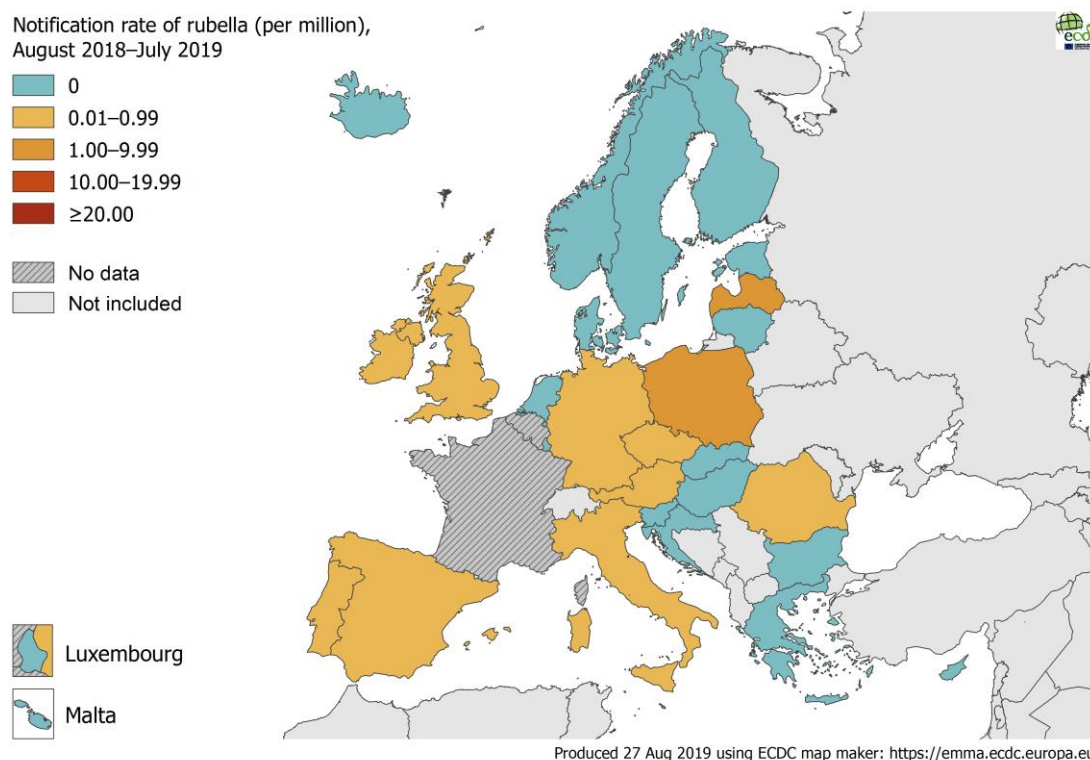 Notification rate of rubella (per million),
August 2018–July 2019
0
0.01–0.99
1.00–9.99
10.00–19.99
≥20.00
No data
Not included
Luxembourg
Malta
Produced 27 Aug 2019 using ECDC map maker: https://emma.ecdc.europa.eu